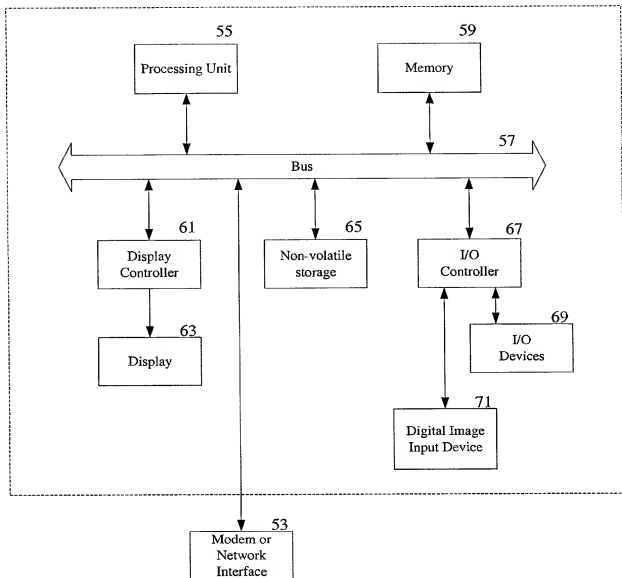 55
Processing Unit
59
Memory
57
Bus
61
Display
Controller
65
Non-volatile
storage
67
I/O
Controller
63
Display
69
I/O
Devices
71
Digital Image
Input Device
53
Modem or
Network
Interface